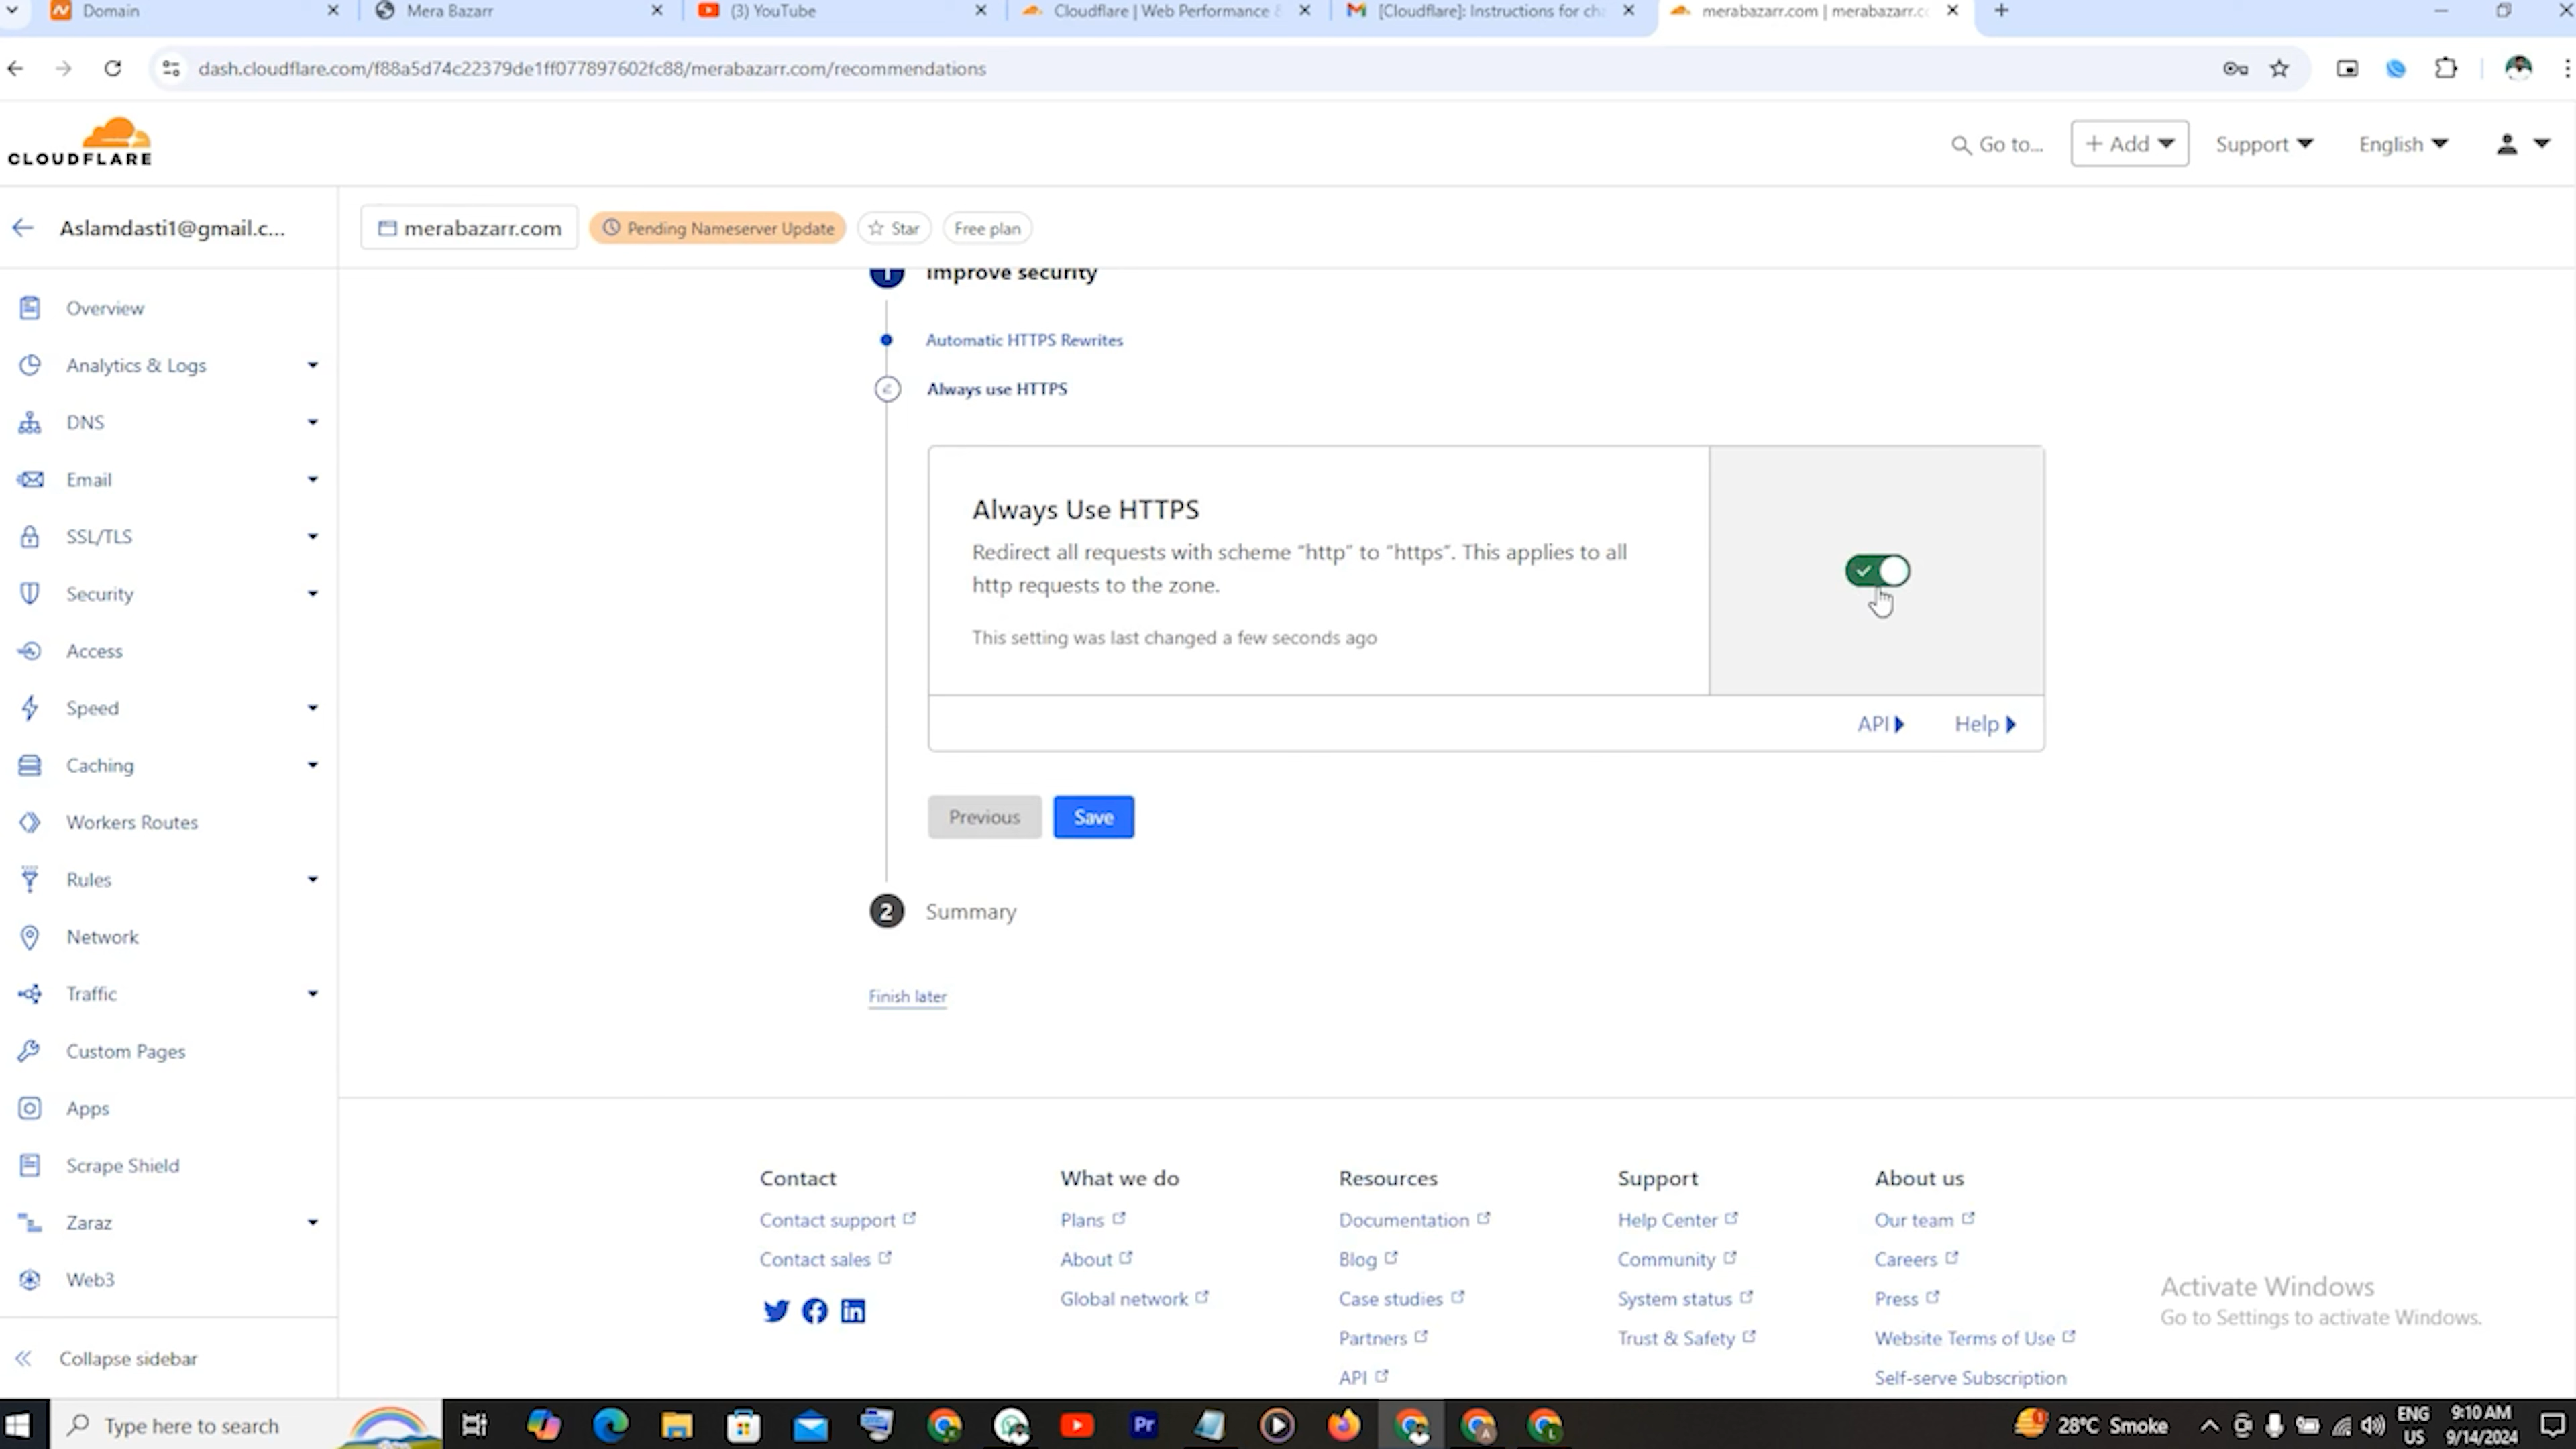 Domain
Mera Bazarr
(3) YouTube
Cloudflare | Web Performance &
[Cloudflare]: Instructions for ch
merabazarr.com | merabazarr.c
dash.cloudflare.com/f88a5d74c22379de1ff077897602fc88/merabazarr.com/recommendations
CLOUDFLARE
Go to...
+ Add
Support
English
Aslamdasti1@gmail.c...
merabazarr.com
Pending Nameserver Update
Star
Free plan
Overview
Analytics & Logs
DNS
Email
SSL/TLS
Security
Access
Speed
Caching
Workers Routes
Rules
Network
Traffic
Custom Pages
Apps
Scrape Shield
Zaraz
Web3
Collapse sidebar
1 Improve security
Automatic HTTPS Rewrites
Always use HTTPS
Always Use HTTPS
Redirect all requests with scheme “http” to “https”. This applies to all
http requests to the zone.
This setting was last changed a few seconds ago
API
Help
Previous
Save
2 Summary
Finish later
Contact
Contact support
Contact sales
What we do
Plans
About
Global network
Resources
Documentation
Blog
Case studies
Partners
API
Support
Help Center
Community
System status
Trust & Safety
About us
Our team
Careers
Press
Website Terms of Use
Self-serve Subscription
Activate Windows
Go to Settings to activate Windows.
Type here to search
Pr
28°C Smoke
ENG
US
9:10 AM
9/14/2024